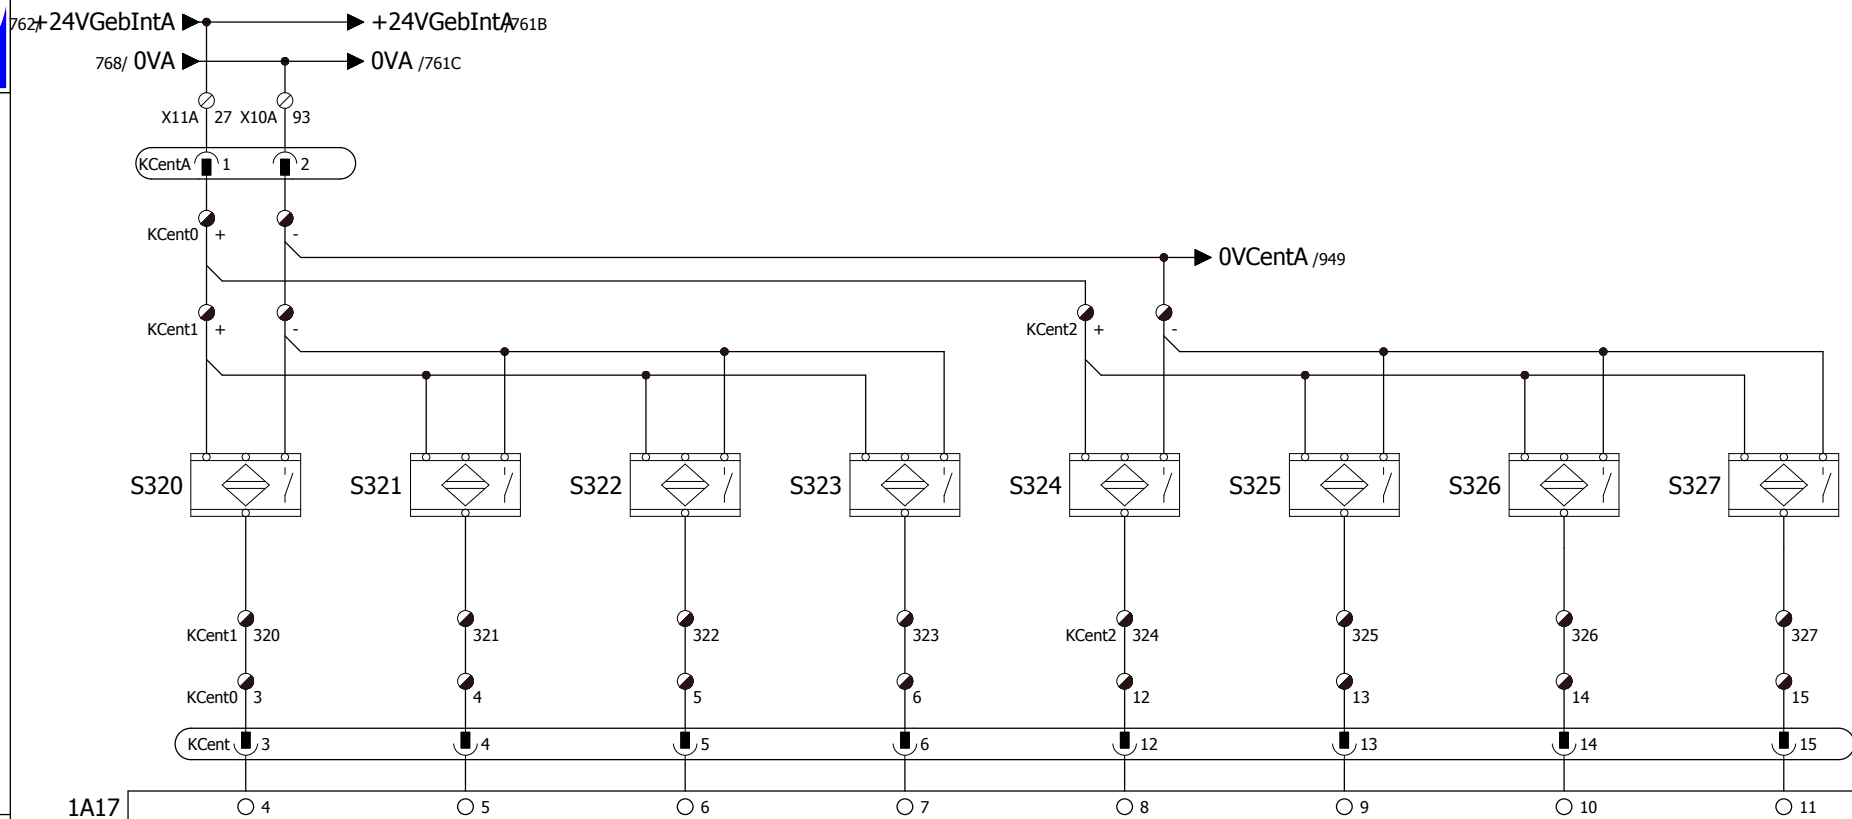 762/ +24VGebIntA +24VGebIntA /761B
768/ 0VA 0VA /761C
X11A 27 X10A 93
KCentA 1 2
KCent0 + -
0VCentA /949
KCent1 + - KCent2 + -
S320 S321 S322 S323 S324 S325 S326 S327
KCent1 320 321 322 323 KCent2 324 325 326 327
KCent0 3 4 5 6 12 13 14 15
KCent 3 4 5 6 12 13 14 15
1A17 4 5 6 7 8 9 10 11